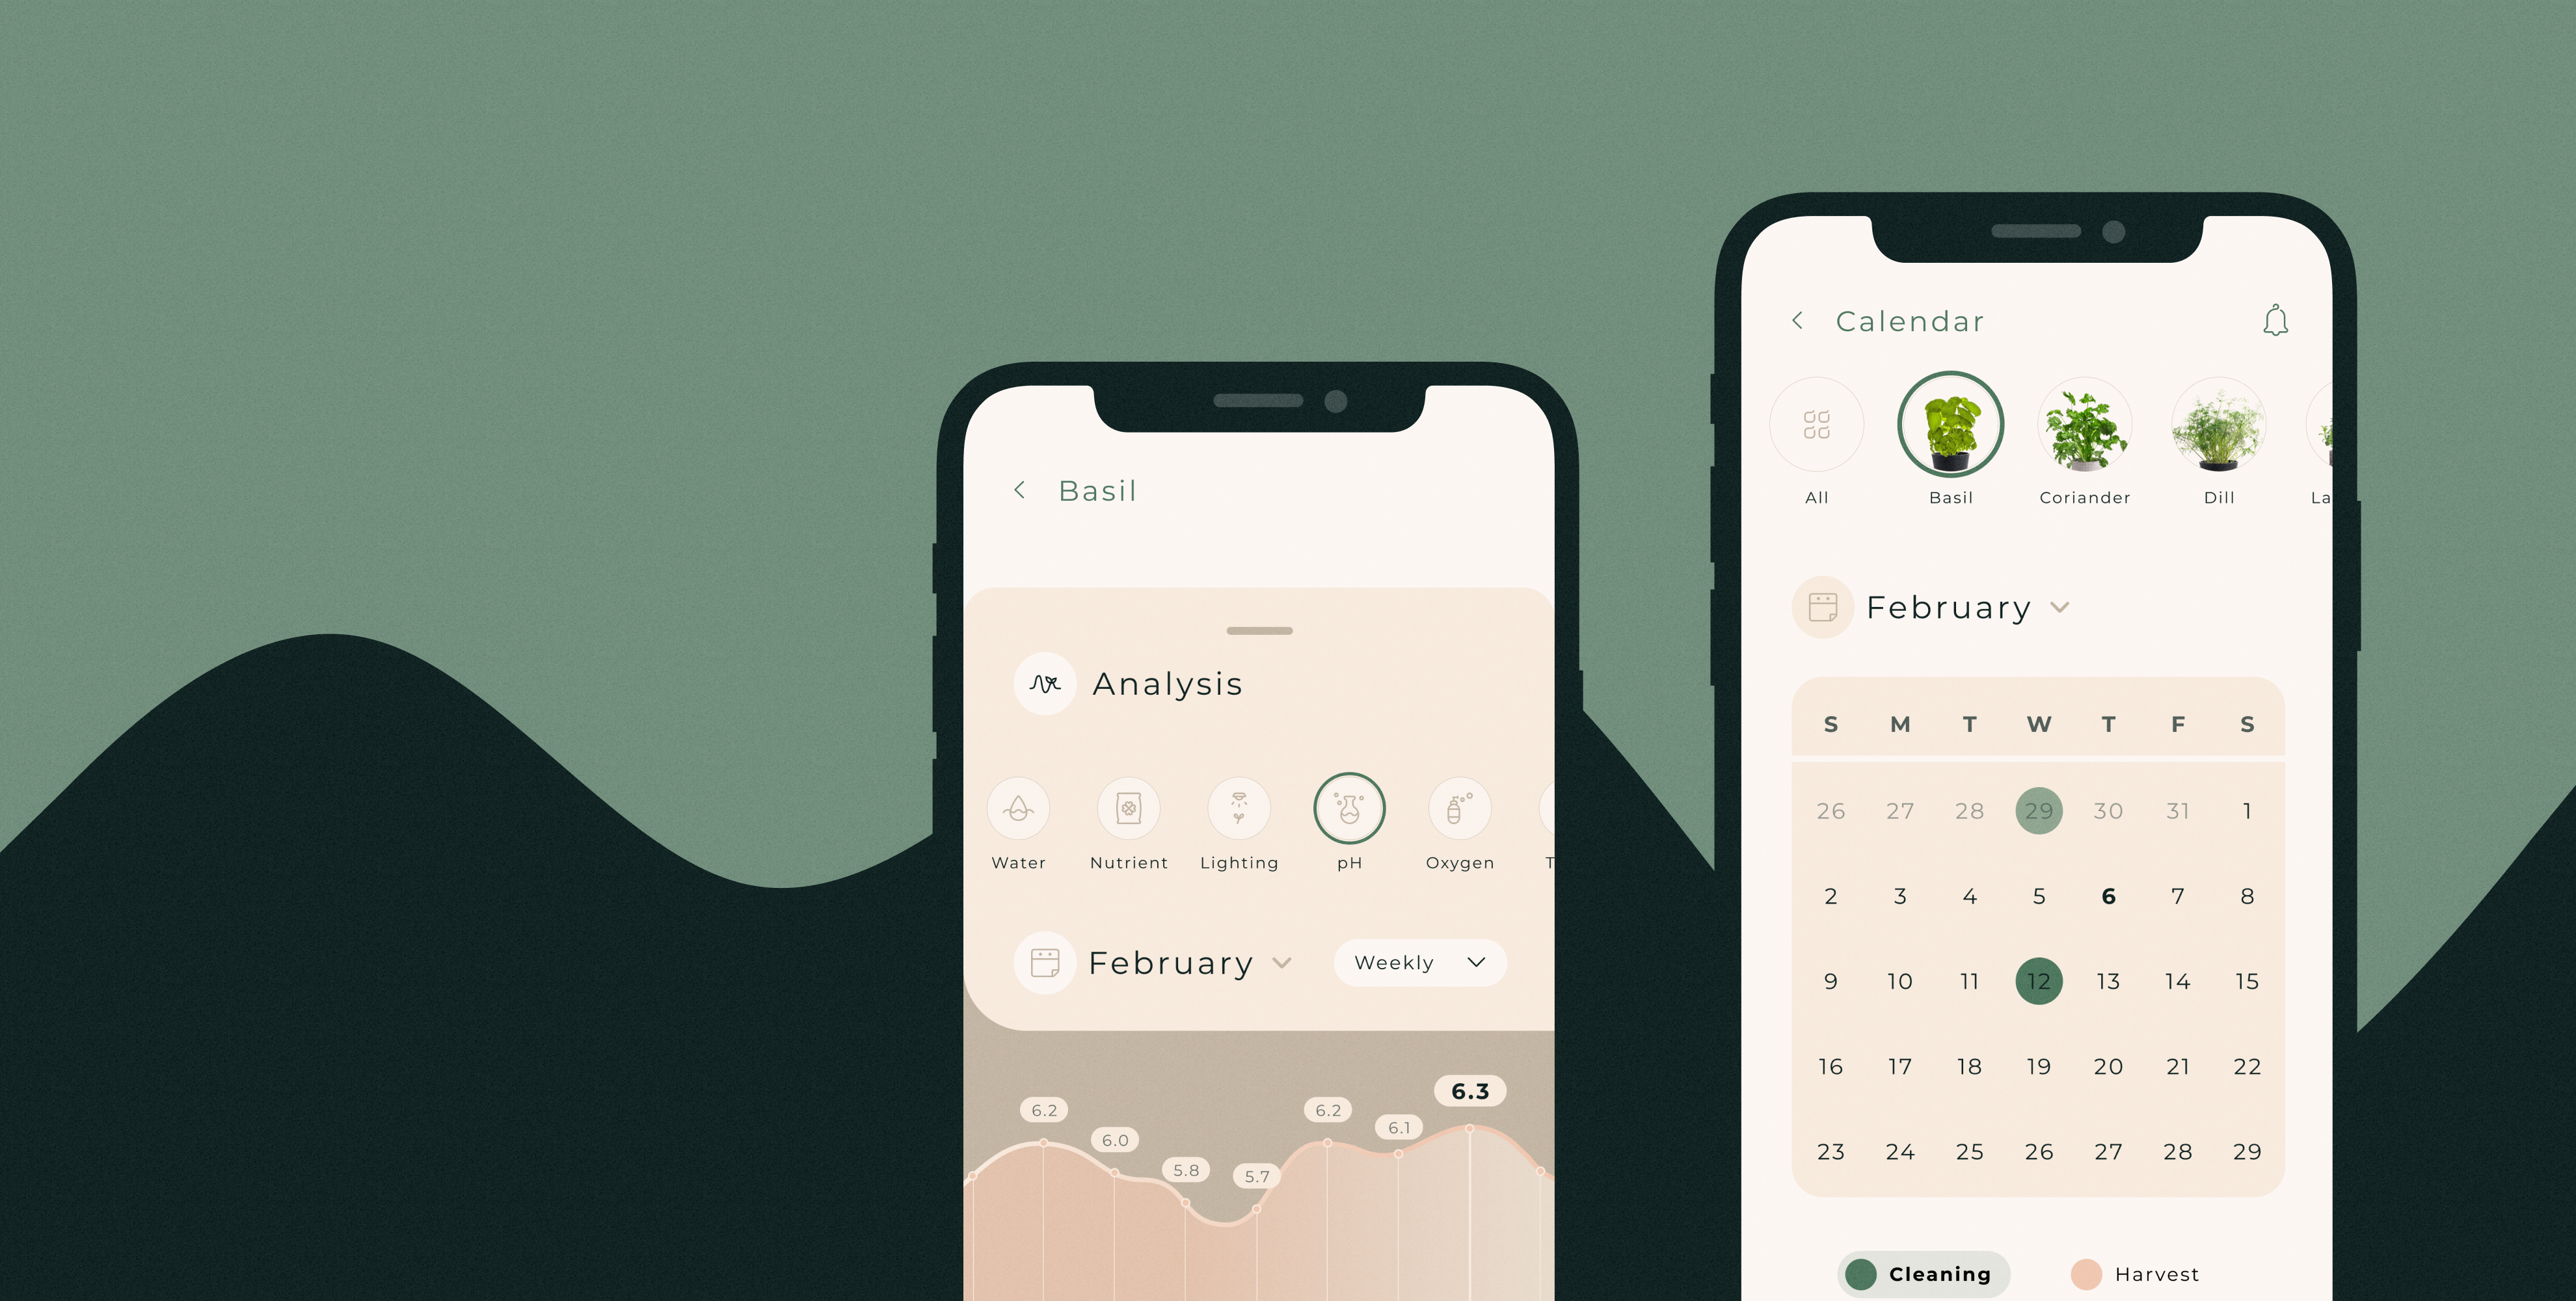 Basil
Analysis
Water Nutrient Lighting pH Oxygen T
February Weekly
6.2 6.0 5.8 5.7 6.2 6.1 6.3
Calendar
All Basil Coriander Dill La
February
S M T W T F S
26 27 28 29 30 31 1
2 3 4 5 6 7 8
9 10 11 12 13 14 15
16 17 18 19 20 21 22
23 24 25 26 27 28 29
Cleaning Harvest